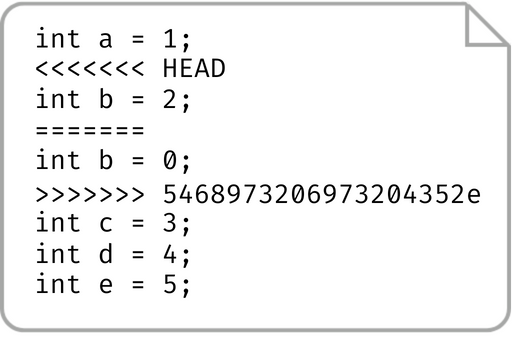 int a = 1;
<<<<<<< HEAD
int b = 2;
=======
int b = 0;
>>>>>>> 5468973206973204352e
int c = 3;
int d = 4;
int e = 5;